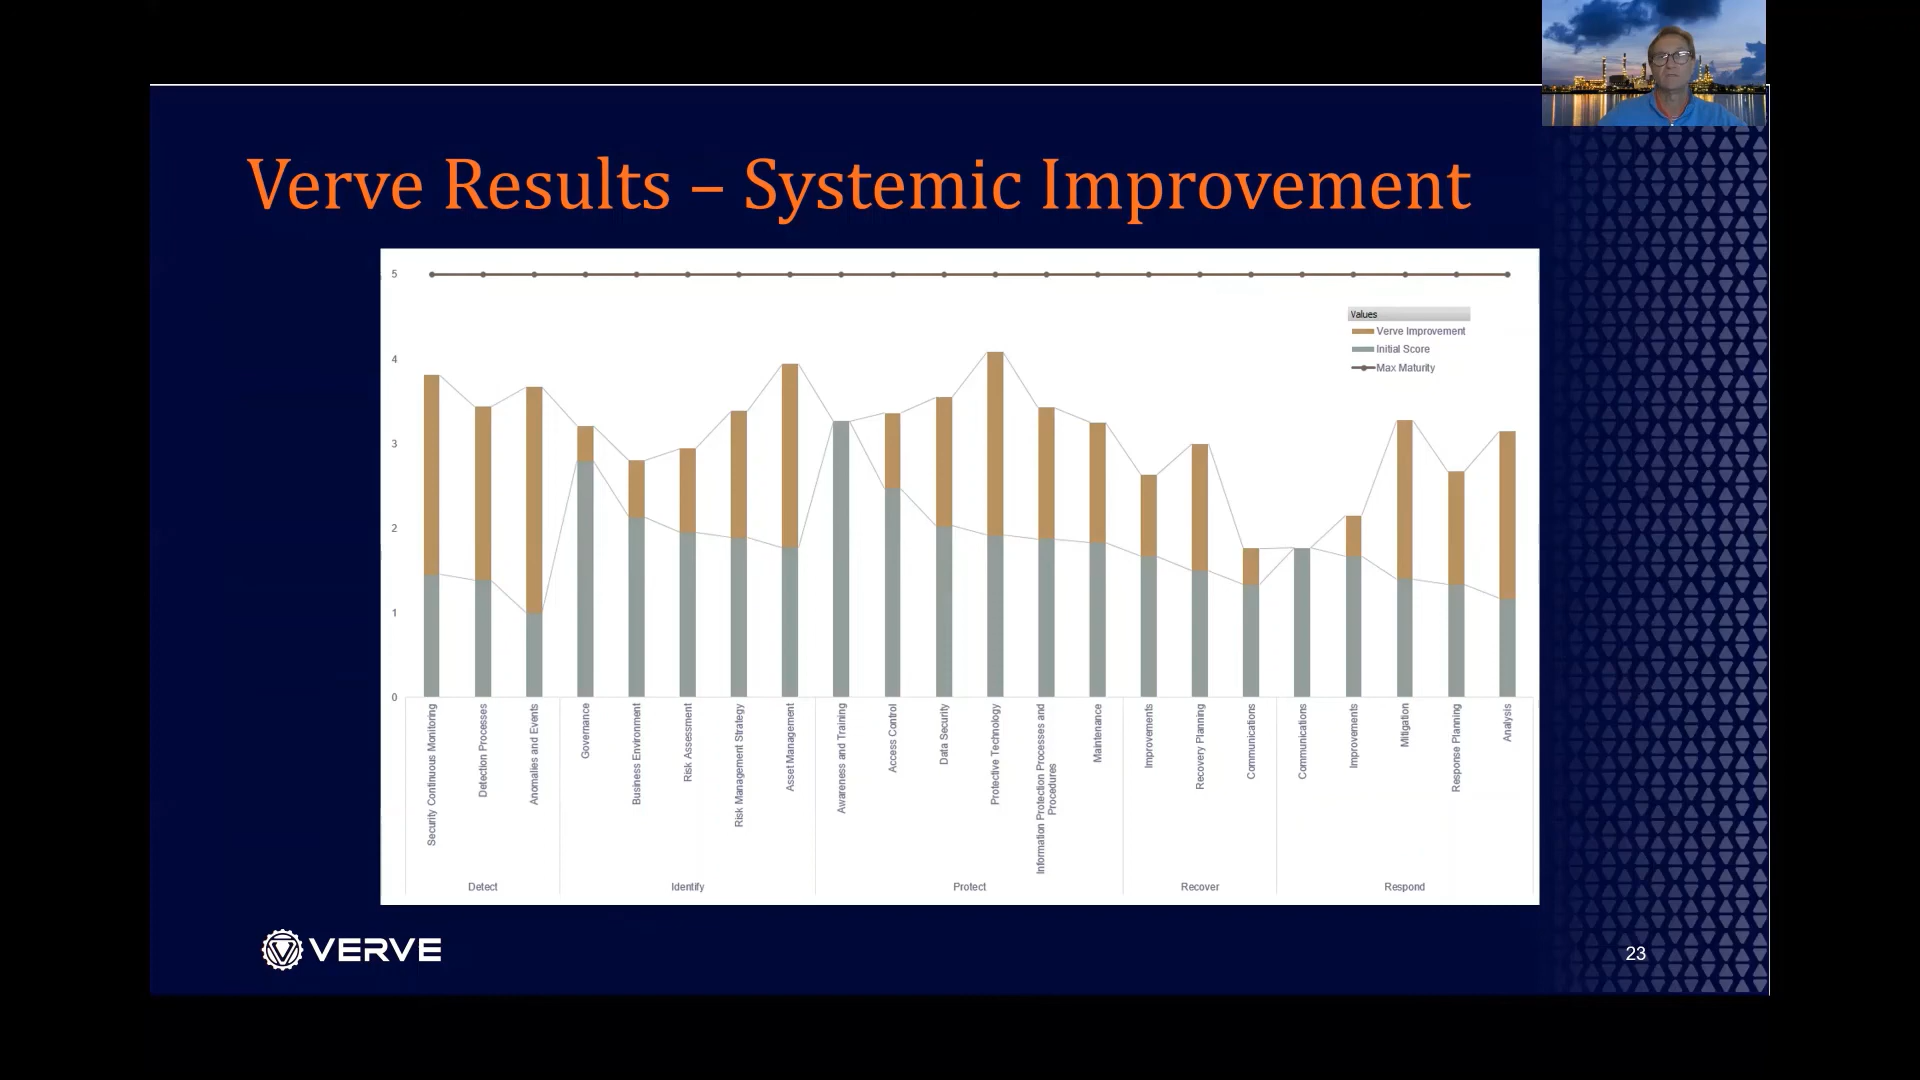 Verve Results – Systemic Improvement
5
4
3
2
1
0
Values
Verve Improvement
Initial Score
Max Maturity
Security Continuous Monitoring
Detection Processes
Anomalies and Events
Governance
Business Environment
Risk Assessment
Risk Management Strategy
Asset Management
Awareness and Training
Access Control
Data Security
Protective Technology
Information Protection Processes and
Procedures
Maintenance
Improvements
Recovery Planning
Communications
Communications
Improvements
Mitigation
Response Planning
Analysis
Detect
Identify
Protect
Recover
Respond
VERVE
23